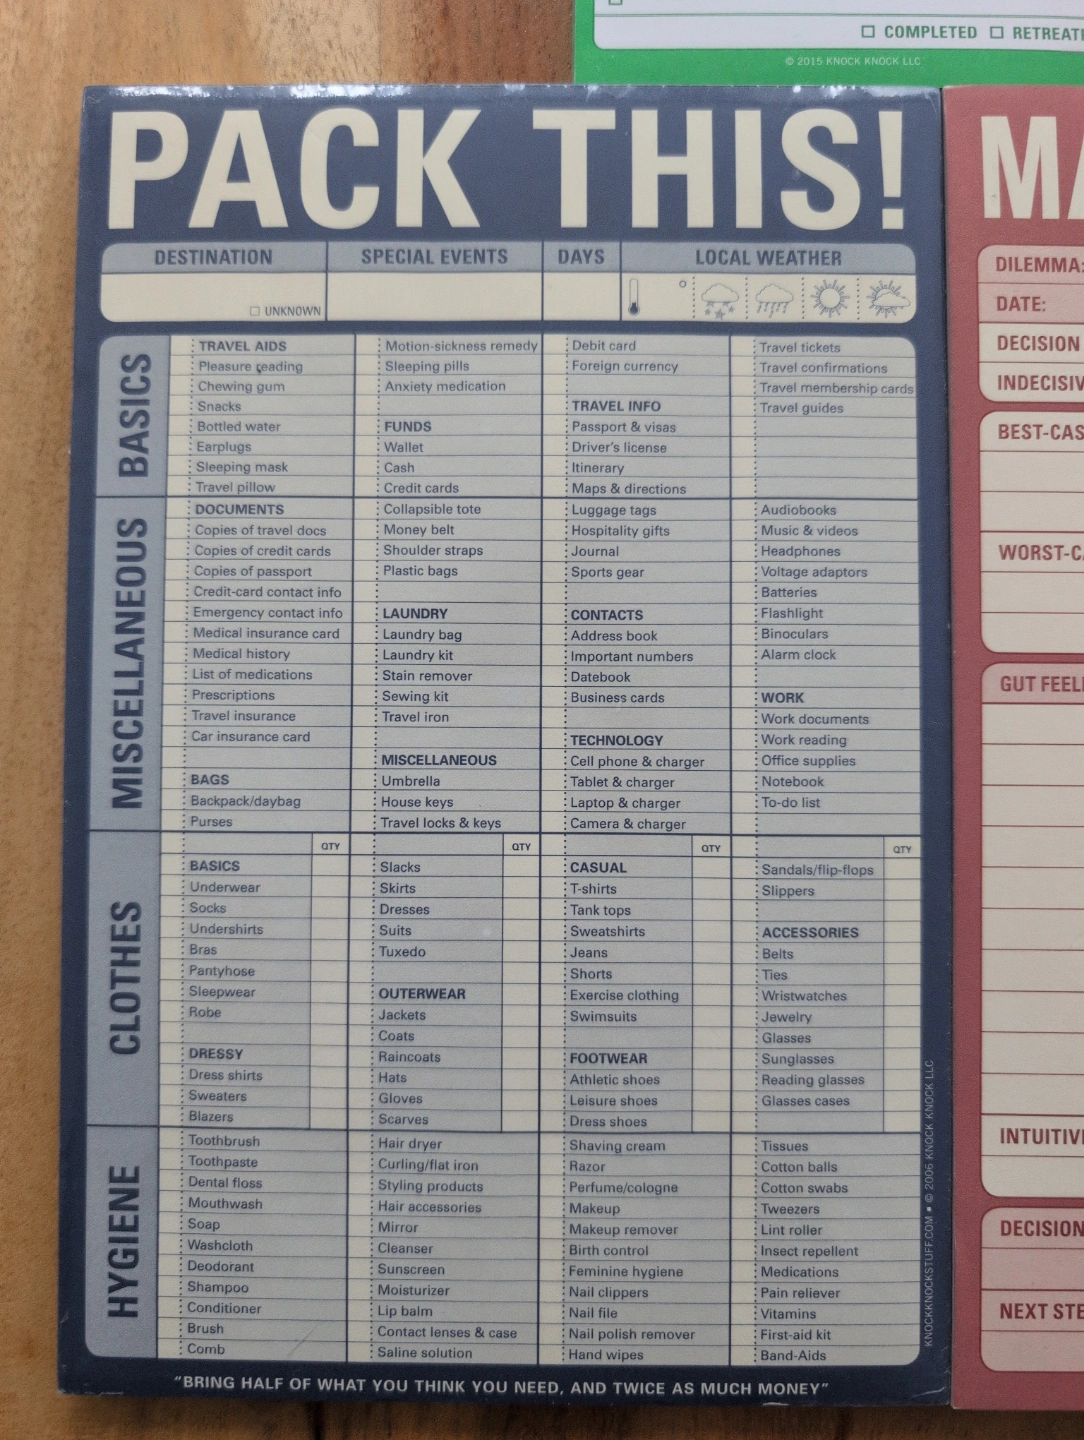 COMPLETED RETREAT
© 2015 KNOCK KNOCK LLC
PACK THIS!
DESTINATION SPECIAL EVENTS DAYS LOCAL WEATHER
UNKNOWN °
BASICS
TRAVEL AIDS
Pleasure reading
Chewing gum
Snacks
Bottled water
Earplugs
Sleeping mask
Travel pillow
Motion-sickness remedy
Sleeping pills
Anxiety medication
FUNDS
Wallet
Cash
Credit cards
Debit card
Foreign currency
TRAVEL INFO
Passport & visas
Driver's license
Itinerary
Maps & directions
Travel tickets
Travel confirmations
Travel membership cards
Travel guides
MISCELLANEOUS
DOCUMENTS
Copies of travel docs
Copies of credit cards
Copies of passport
Credit-card contact info
Emergency contact info
Medical insurance card
Medical history
List of medications
Prescriptions
Travel insurance
Car insurance card
BAGS
Backpack/daybag
Purses
Collapsible tote
Money belt
Shoulder straps
Plastic bags
LAUNDRY
Laundry bag
Laundry kit
Stain remover
Sewing kit
Travel iron
MISCELLANEOUS
Umbrella
House keys
Travel locks & keys
Luggage tags
Hospitality gifts
Journal
Sports gear
CONTACTS
Address book
Important numbers
Datebook
Business cards
TECHNOLOGY
Cell phone & charger
Tablet & charger
Laptop & charger
Camera & charger
Audiobooks
Music & videos
Headphones
Voltage adaptors
Batteries
Flashlight
Binoculars
Alarm clock
WORK
Work documents
Work reading
Office supplies
Notebook
To-do list
CLOTHES
QTY
BASICS
Underwear
Socks
Undershirts
Bras
Pantyhose
Sleepwear
Robe
DRESSY
Dress shirts
Sweaters
Blazers
QTY
Slacks
Skirts
Dresses
Suits
Tuxedo
OUTERWEAR
Jackets
Coats
Raincoats
Hats
Gloves
Scarves
QTY
CASUAL
T-shirts
Tank tops
Sweatshirts
Jeans
Shorts
Exercise clothing
Swimsuits
FOOTWEAR
Athletic shoes
Leisure shoes
Dress shoes
QTY
Sandals/flip-flops
Slippers
ACCESSORIES
Belts
Ties
Wristwatches
Jewelry
Glasses
Sunglasses
Reading glasses
Glasses cases
HYGIENE
Toothbrush
Toothpaste
Dental floss
Mouthwash
Soap
Washcloth
Deodorant
Shampoo
Conditioner
Brush
Comb
Hair dryer
Curling/flat iron
Styling products
Hair accessories
Mirror
Cleanser
Sunscreen
Moisturizer
Lip balm
Contact lenses & case
Saline solution
Shaving cream
Razor
Perfume/cologne
Makeup
Makeup remover
Birth control
Feminine hygiene
Nail clippers
Nail file
Nail polish remover
Hand wipes
Tissues
Cotton balls
Cotton swabs
Tweezers
Lint roller
Insect repellent
Medications
Pain reliever
Vitamins
First-aid kit
Band-Aids
KNOCKKNOCKSTUFF.COM • © 2006 KNOCK KNOCK LLC
"BRING HALF OF WHAT YOU THINK YOU NEED, AND TWICE AS MUCH MONEY"
MA
DILEMMA:
DATE:
DECISION
INDECISIV
BEST-CAS
WORST-CA
GUT FEELI
INTUITIVE
DECISION
NEXT STE